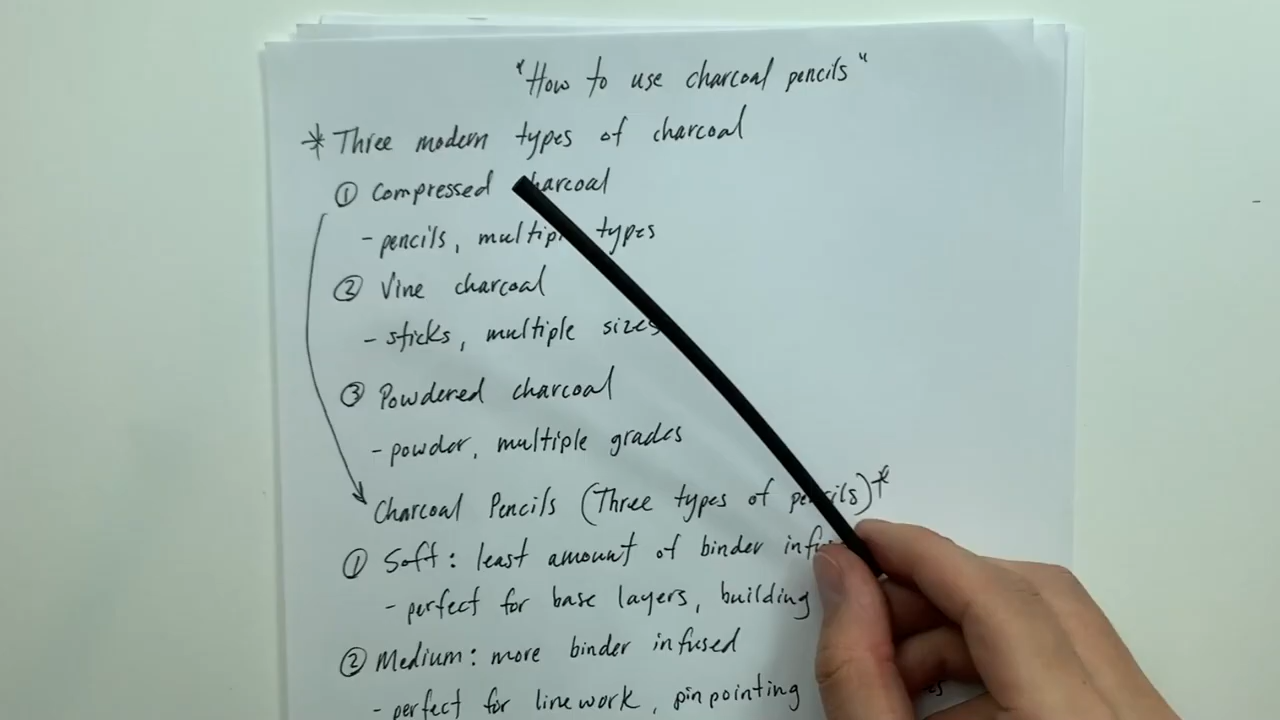 "How to use charcoal pencils"
* Three modern types of charcoal
① Compressed charcoal
- pencils, multiple types
② Vine charcoal
- sticks, multiple sizes
③ Powdered charcoal
- powder, multiple grades
Charcoal Pencils (Three types of pencils)*
① Soft: least amount of binder
- perfect for base layers, building
② Medium: more binder infused
- perfect for linework, pinpointing